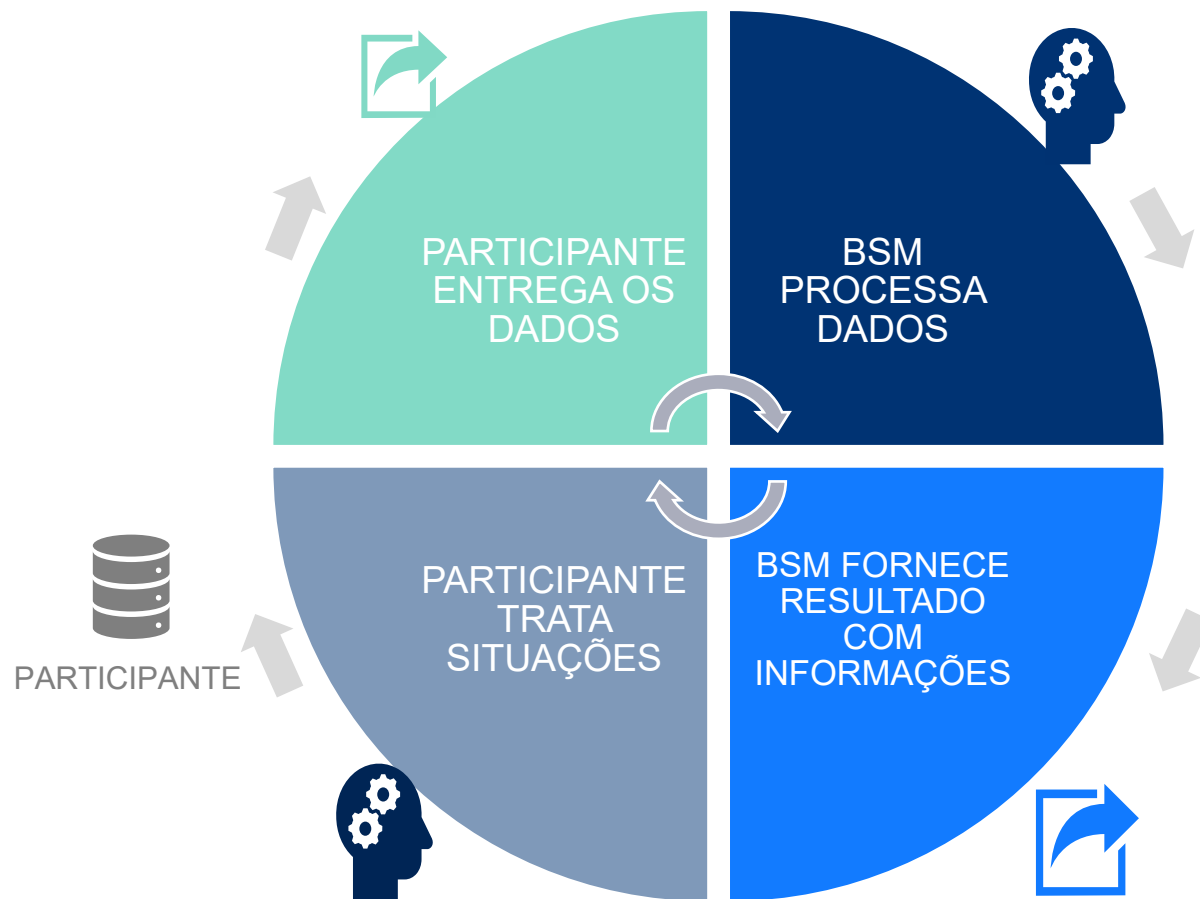 PARTICIPANTE
ENTREGA OS
DADOS
BSM
PROCESSA
DADOS
BSM FORNECE
RESULTADO
COM
INFORMAÇÕES
PARTICIPANTE
TRATA
SITUAÇÕES
PARTICIPANTE